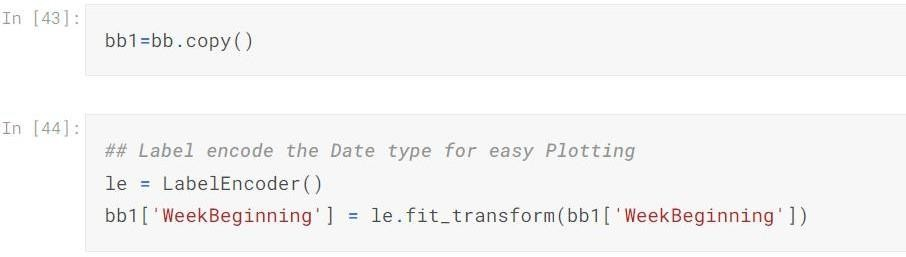 In [43]:
bb1=bb.copy()
In [44]:
## Label encode the Date type for easy Plotting
le = LabelEncoder()
bb1['WeekBeginning'] = le.fit_transform(bb1['WeekBeginning'])